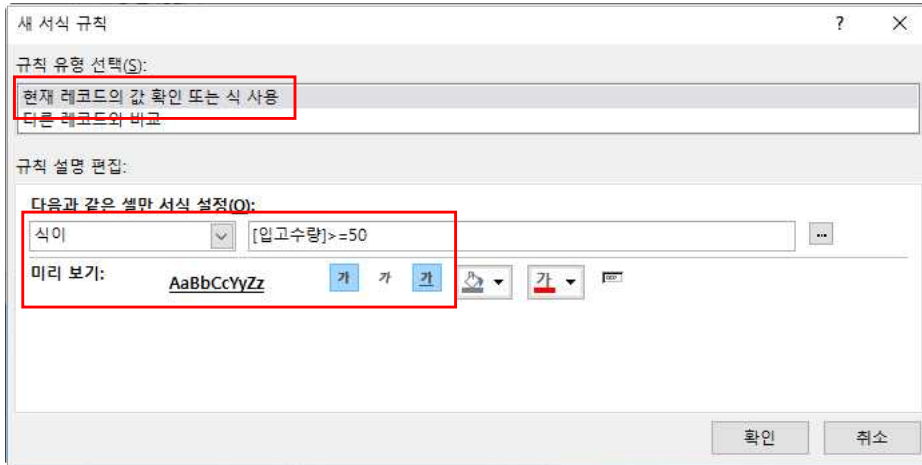 새 서식 규칙 ?
규칙 유형 선택(S):
현재 레코드의 값 확인 또는 식 사용
다른 레코드와 비교
규칙 설명 편집:
다음과 같은 셀만 서식 설정(O):
식이 [입고수량]>=50 ...
미리 보기: AaBbCcYyZz 가 가 가 가
확인 취소